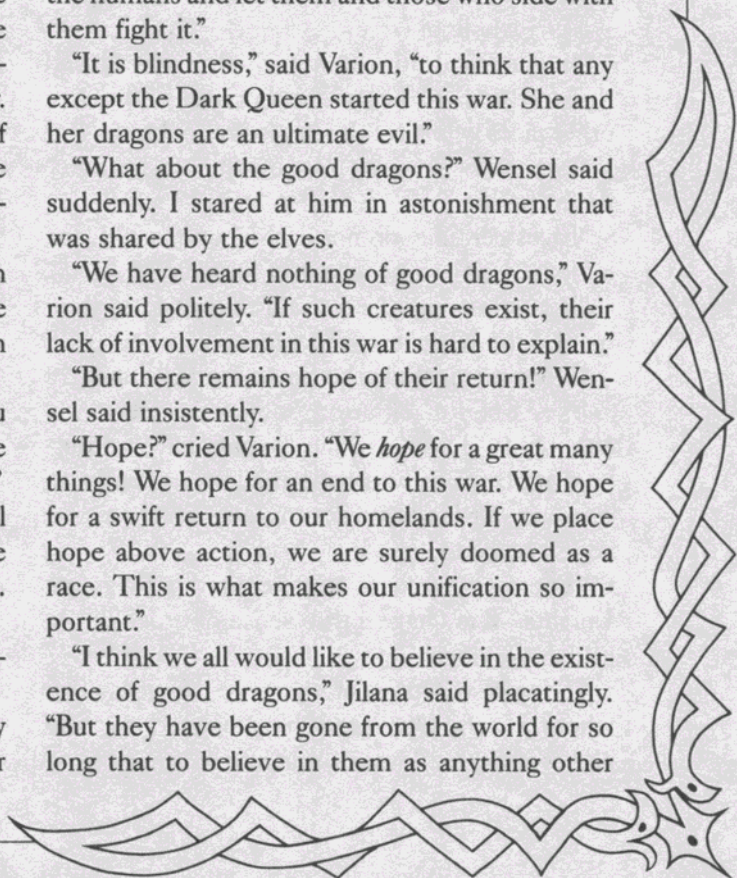 them fight it.”
“It is blindness,” said Varion, “to think that any
except the Dark Queen started this war. She and
her dragons are an ultimate evil.”
“What about the good dragons?” Wensel said
suddenly. I stared at him in astonishment that
was shared by the elves.
“We have heard nothing of good dragons,” Va-
rion said politely. “If such creatures exist, their
lack of involvement in this war is hard to explain.”
“But there remains hope of their return!” Wen-
sel said insistently.
“Hope?” cried Varion. “We hope for a great many
things! We hope for an end to this war. We hope
for a swift return to our homelands. If we place
hope above action, we are surely doomed as a
race. This is what makes our unification so im-
portant.”
“I think we all would like to believe in the exist-
ence of good dragons,” Jilana said placatingly.
“But they have been gone from the world for so
long that to believe in them as anything other